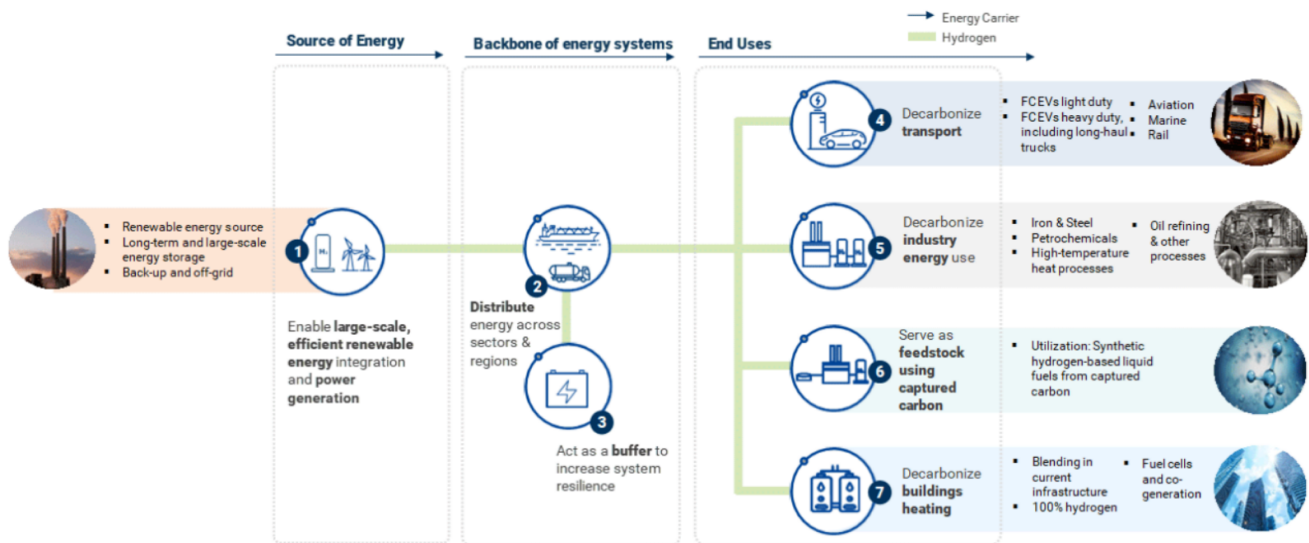 Energy Carrier
Hydrogen
Source of Energy
Backbone of energy systems
End Uses
Renewable energy source
Long-term and large-scale
energy storage
Back-up and off-grid
H₂
1
Enable large-scale,
efficient renewable
energy integration
and power
generation
2
Distribute
energy across
sectors &
regions
3
Act as a buffer to
increase system
resilience
4
Decarbonize
transport
FCEVs light duty
FCEVs heavy duty,
including long-haul
trucks
Aviation
Marine
Rail
5
Decarbonize
industry
energy use
Iron & Steel
Petrochemicals
High-temperature
heat processes
Oil refining
& other
processes
6
Serve as
feedstock
using
captured
carbon
Utilization: Synthetic
hydrogen-based liquid
fuels from captured
carbon
7
Decarbonize
buildings
heating
Blending in
current
infrastructure
100% hydrogen
Fuel cells
and co-
generation